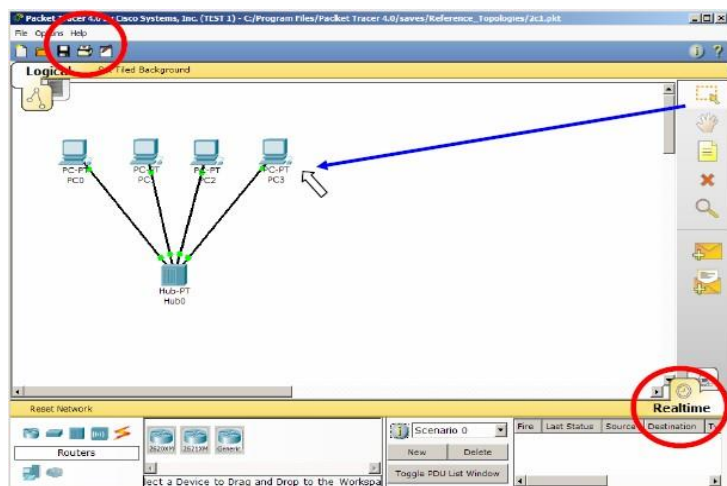 Packet Tracer 4.0 by Cisco Systems, Inc. (TEST 1) - C:/Program Files/Packet Tracer 4.0/saves/Reference_Topologies/2c1.pkt
File Options Help
Logical
Tiled Background
PC-PT
PC0
PC-PT
PC-PT
PC2
PC-PT
PC3
Hub-PT
Hub0
Realtime
Reset Network
Routers
2620XM
2621XM
Generic
Scenario 0
New
Delete
Toggle PDU List Window
Fire
Last Status
Source
Destination
lect a Device to Drag and Drop to the Workspa